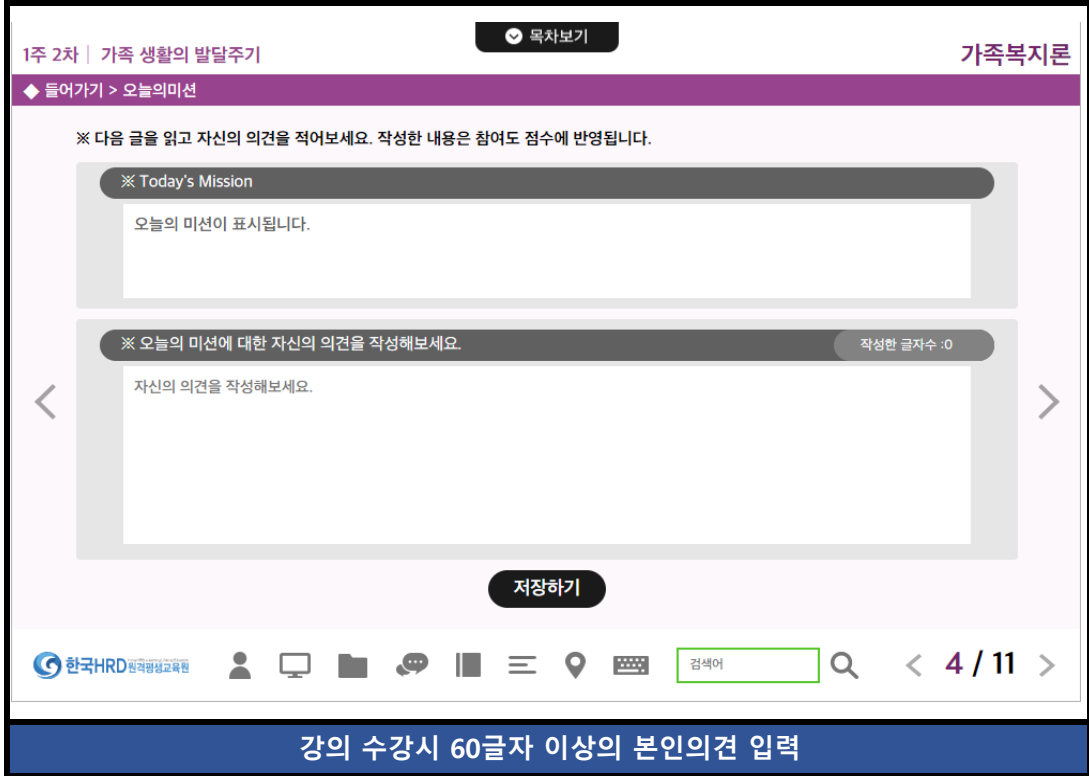 목차보기
1주 2차 | 가족 생활의 발달주기
가족복지론
◆ 들어가기 > 오늘의미션
※ 다음 글을 읽고 자신의 의견을 적어보세요. 작성한 내용은 참여도 점수에 반영됩니다.
※ Today's Mission
오늘의 미션이 표시됩니다.
※ 오늘의 미션에 대한 자신의 의견을 작성해보세요.
작성한 글자수 :0
자신의 의견을 작성해보세요.
저장하기
한국HRD원격평생교육원
검색어
< 4 / 11 >
강의 수강시 60글자 이상의 본인의견 입력